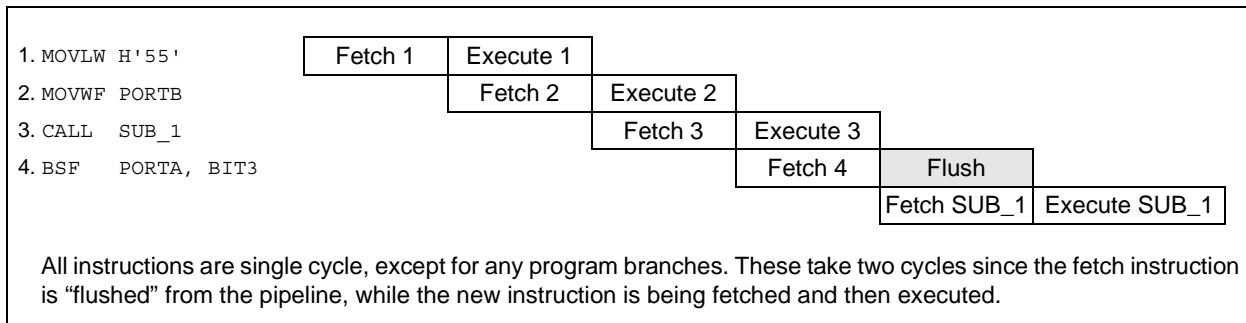 1. MOVLW H'55' Fetch 1 Execute 1
2. MOVWF PORTB Fetch 2 Execute 2
3. CALL SUB_1 Fetch 3 Execute 3
4. BSF PORTA, BIT3 Fetch 4 Flush
Fetch SUB_1 Execute SUB_1
All instructions are single cycle, except for any program branches. These take two cycles since the fetch instruction
is “flushed” from the pipeline, while the new instruction is being fetched and then executed.